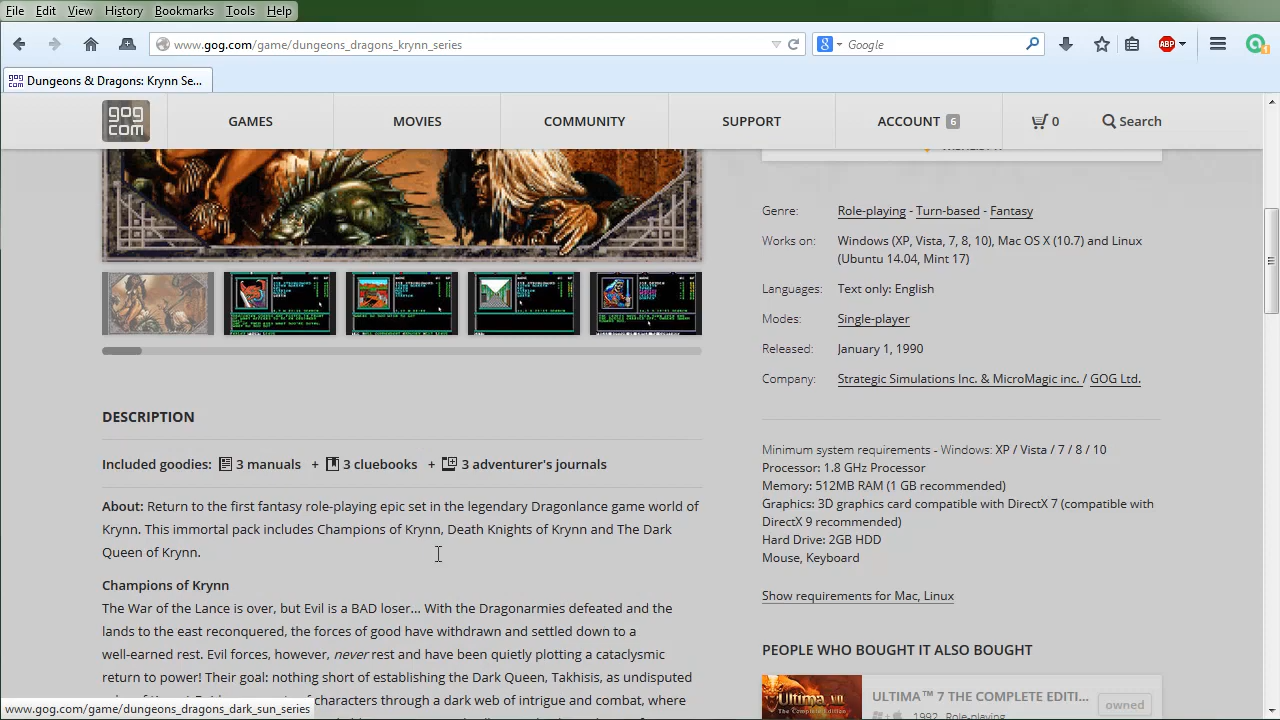 File Edit View History Bookmarks Tools Help
www.gog.com/game/dungeons_dragons_krynn_series
Google
ABP
gog com Dungeons & Dragons: Krynn Se...
gog
com
GAMES MOVIES COMMUNITY SUPPORT ACCOUNT 6 0 Search
Genre: Role-playing - Turn-based - Fantasy
Works on: Windows (XP, Vista, 7, 8, 10), Mac OS X (10.7) and Linux
(Ubuntu 14.04, Mint 17)
Languages: Text only: English
Modes: Single-player
Released: January 1, 1990
Company: Strategic Simulations Inc. & MicroMagic inc. / GOG Ltd.
DESCRIPTION
Included goodies: 3 manuals + 3 cluebooks + 3 adventurer's journals
About: Return to the first fantasy role-playing epic set in the legendary Dragonlance game world of
Krynn. This immortal pack includes Champions of Krynn, Death Knights of Krynn and The Dark
Queen of Krynn.
Champions of Krynn
The War of the Lance is over, but Evil is a BAD loser... With the Dragonarmies defeated and the
lands to the east reconquered, the forces of good have withdrawn and settled down to a
well-earned rest. Evil forces, however, never rest and have been quietly plotting a cataclysmic
return to power! Their goal: nothing short of establishing the Dark Queen, Takhisis, as undisputed
character through a dark web of intrigue and combat, where
www.gog.com/game/dungeons_dragons_dark_sun_series
Minimum system requirements - Windows: XP / Vista / 7 / 8 / 10
Processor: 1.8 GHz Processor
Memory: 512MB RAM (1 GB recommended)
Graphics: 3D graphics card compatible with DirectX 7 (compatible with
DirectX 9 recommended)
Hard Drive: 2GB HDD
Mouse, Keyboard
Show requirements for Mac, Linux
PEOPLE WHO BOUGHT IT ALSO BOUGHT
Ultima VII
The Complete Edition
ULTIMA™ 7 THE COMPLETE EDITI...
owned
1992, Role-playing